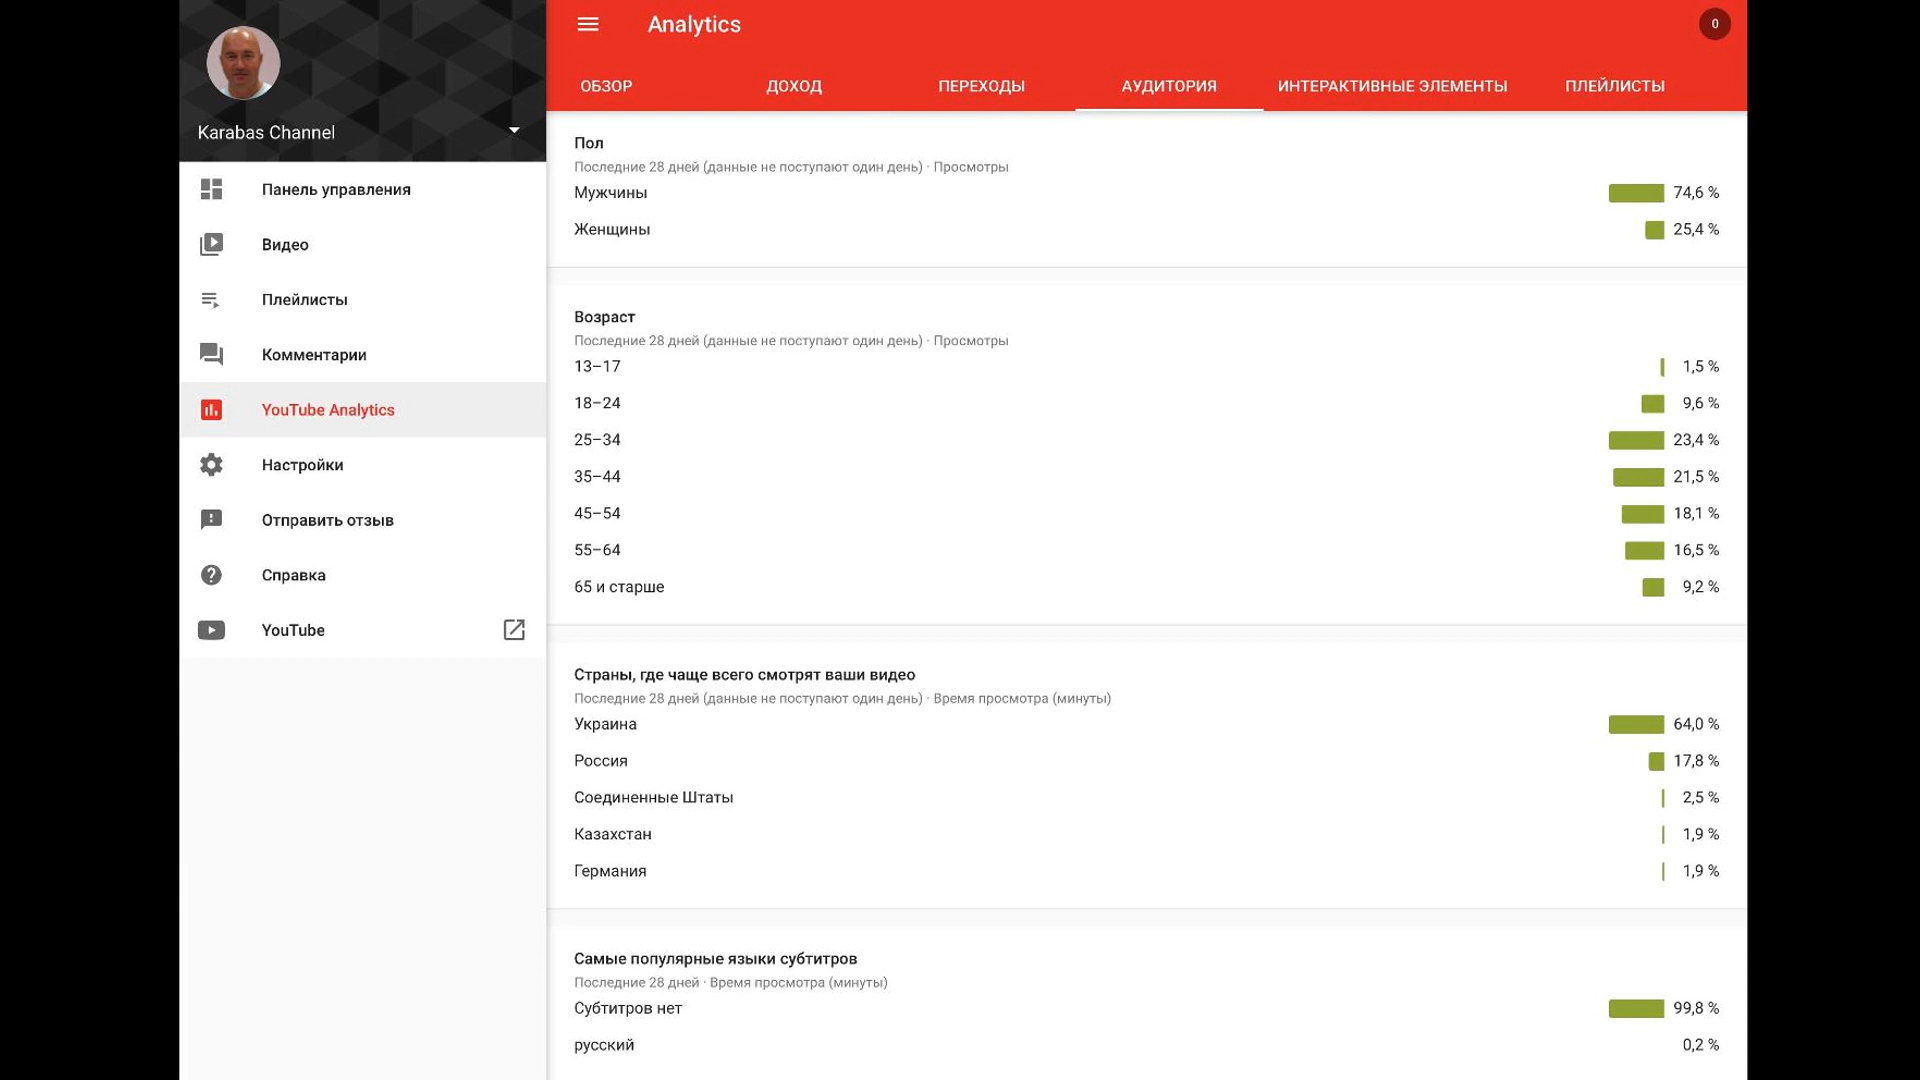 Karabas Channel
Панель управления
Видео
Плейлисты
Комментарии
YouTube Analytics
Настройки
Отправить отзыв
Справка
YouTube
Analytics
0
ОБЗОР ДОХОД ПЕРЕХОДЫ АУДИТОРИЯ ИНТЕРАКТИВНЫЕ ЭЛЕМЕНТЫ ПЛЕЙЛИСТЫ
Пол
Последние 28 дней (данные не поступают один день) · Просмотры
Мужчины 74,6 %
Женщины 25,4 %
Возраст
Последние 28 дней (данные не поступают один день) · Просмотры
13–17 1,5 %
18–24 9,6 %
25–34 23,4 %
35–44 21,5 %
45–54 18,1 %
55–64 16,5 %
65 и старше 9,2 %
Страны, где чаще всего смотрят ваши видео
Последние 28 дней (данные не поступают один день) · Время просмотра (минуты)
Украина 64,0 %
Россия 17,8 %
Соединенные Штаты 2,5 %
Казахстан 1,9 %
Германия 1,9 %
Самые популярные языки субтитров
Последние 28 дней · Время просмотра (минуты)
Субтитров нет 99,8 %
русский 0,2 %